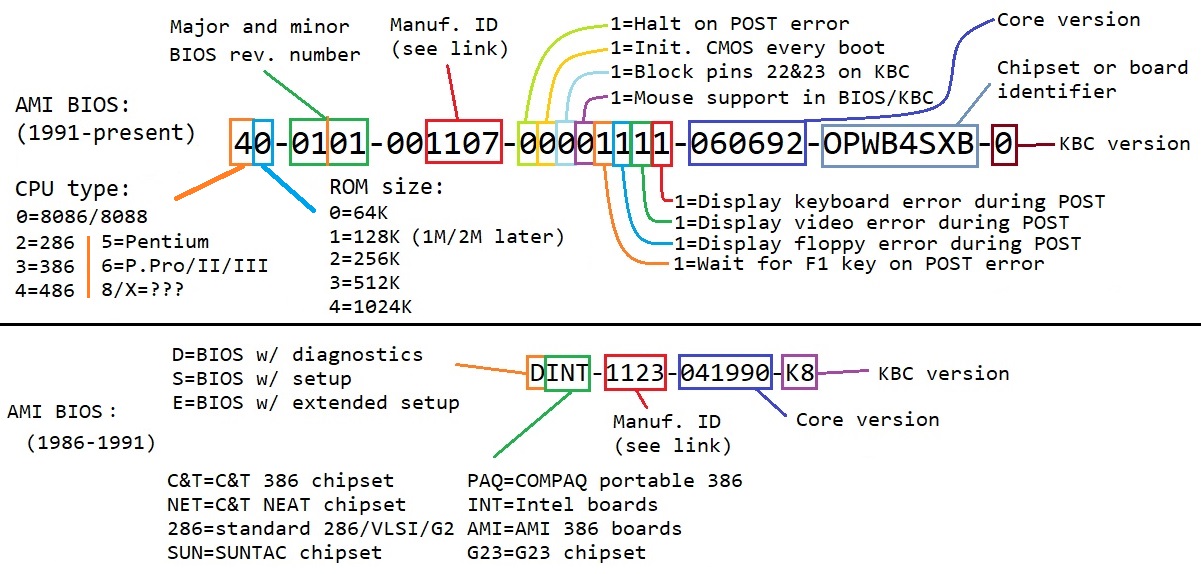 Major and minor
BIOS rev. number
Manuf. ID
(see link)
1=Halt on POST error
1=Init. CMOS every boot
1=Block pins 22&23 on KBC
1=Mouse support in BIOS/KBC
Core version
Chipset or board
identifier
AMI BIOS:
(1991-present)
40-0101-001107-00001111-060692-OPWB4SXB-0
KBC version
CPU type:
0=8086/8088
2=286
3=386
4=486
5=Pentium
6=P.Pro/II/III
8/X=???
ROM size:
0=64K
1=128K (1M/2M later)
2=256K
3=512K
4=1024K
1=Display keyboard error during POST
1=Display video error during POST
1=Display floppy error during POST
1=Wait for F1 key on POST error
AMI BIOS:
(1986-1991)
D=BIOS w/ diagnostics
S=BIOS w/ setup
E=BIOS w/ extended setup
DINT-1123-041990-K8
KBC version
Manuf. ID
(see link)
Core version
C&T=C&T 386 chipset
NET=C&T NEAT chipset
286=standard 286/VLSI/G2
SUN=SUNTAC chipset
PAQ=COMPAQ portable 386
INT=Intel boards
AMI=AMI 386 boards
G23=G23 chipset